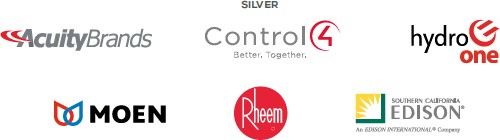 SILVER
AcuityBrands
Control4
Better. Together.
hydro
one
MOEN
Rheem
SOUTHERN CALIFORNIA
EDISON®
An EDISON INTERNATIONAL® Company